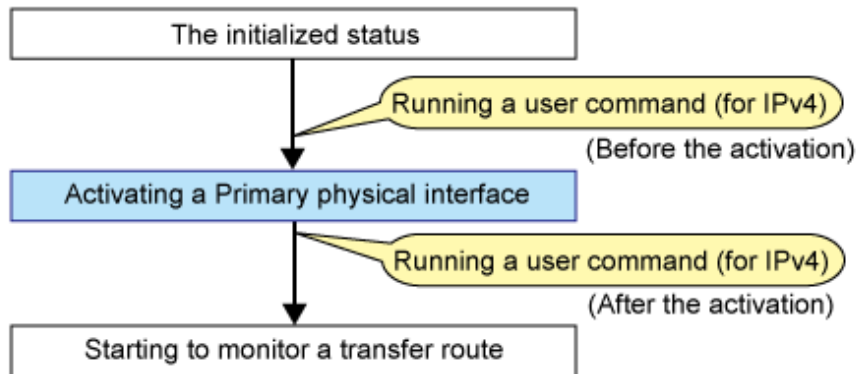 The initialized status
Running a user command (for IPv4)
(Before the activation)
Activating a Primary physical interface
Running a user command (for IPv4)
(After the activation)
Starting to monitor a transfer route